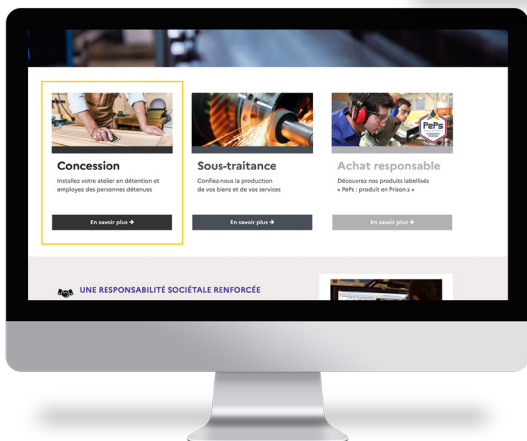 PePs
Concession
Installez votre atelier en détention et
employez des personnes détenues
En savoir plus →
Sous-traitance
Confiez-nous la production
de vos biens et de vos services
En savoir plus →
Achat responsable
Découvrez nos produits labellisés
« PePs : produit en Prison.s »
En savoir plus →
UNE RESPONSABILITÉ SOCIÉTALE RENFORCÉE